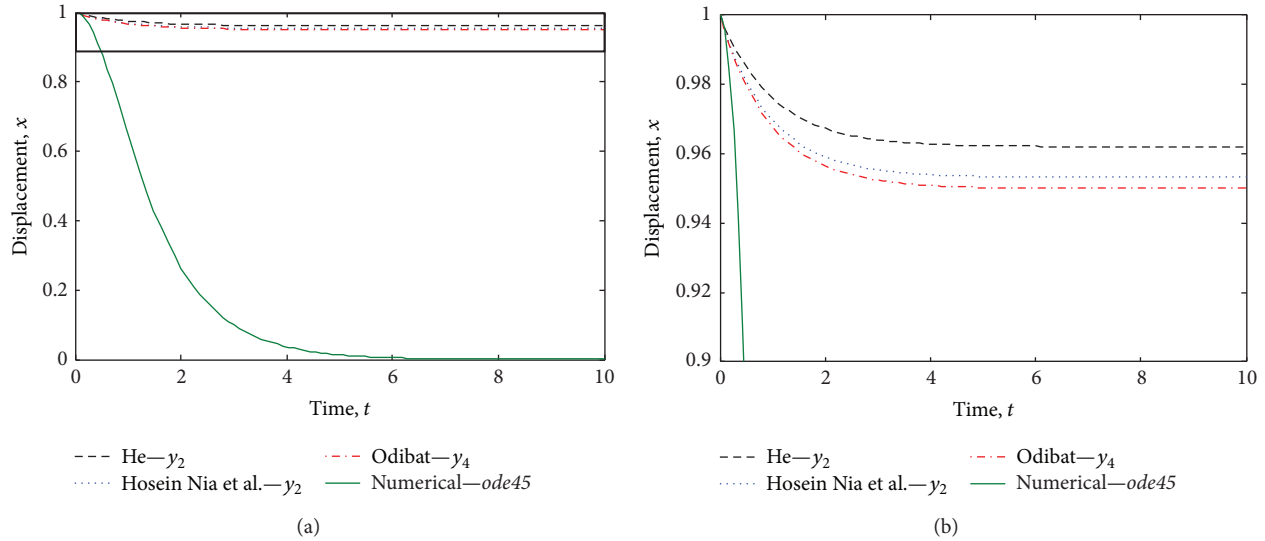 1
0.8
0.6
0.4
0.2
0
Displacement, x
0 2 4 6 8 10
Time, t
He—y₂
Hosein Nia et al.—y₂
Odibat—y₄
Numerical—ode45
(a)
1
0.98
0.96
0.94
0.92
0.9
Displacement, x
0 2 4 6 8 10
Time, t
He—y₂
Hosein Nia et al.—y₂
Odibat—y₄
Numerical—ode45
(b)